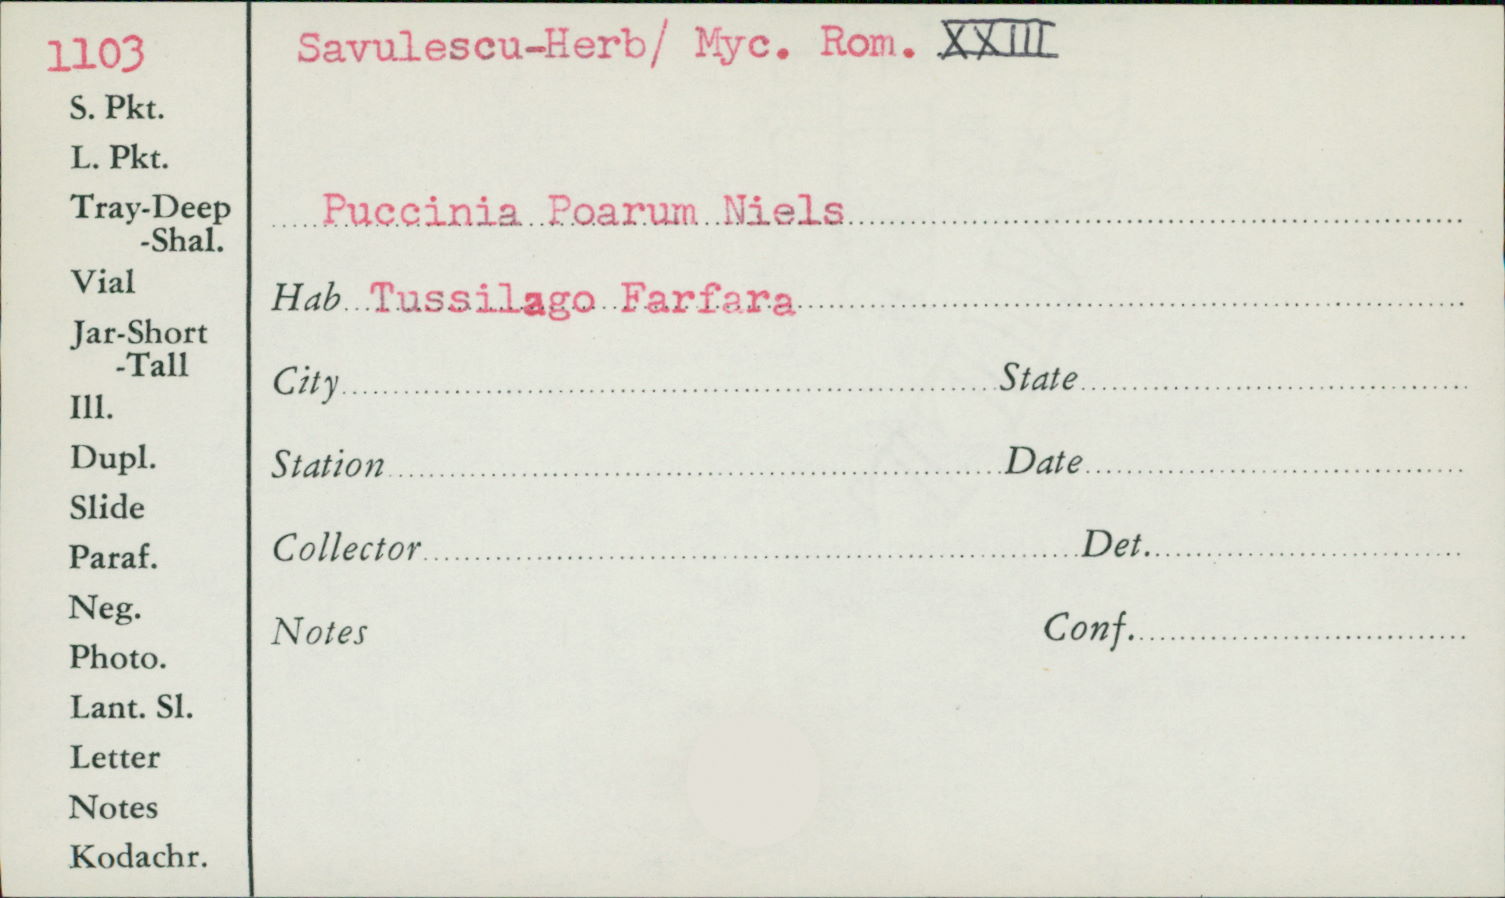 1103
Savulescu-Herb/ Myc. Rom. XXIII
S. Pkt.
L. Pkt.
Tray-Deep
-Shal.
Vial
Jar-Short
-Tall
Ill.
Dupl.
Slide
Paraf.
Neg.
Photo.
Lant. Sl.
Letter
Notes
Kodachr.
Puccinia Poarum Niels
Hab Tussilago Farfara
City State
Station Date
Collector Det.
Notes Conf.